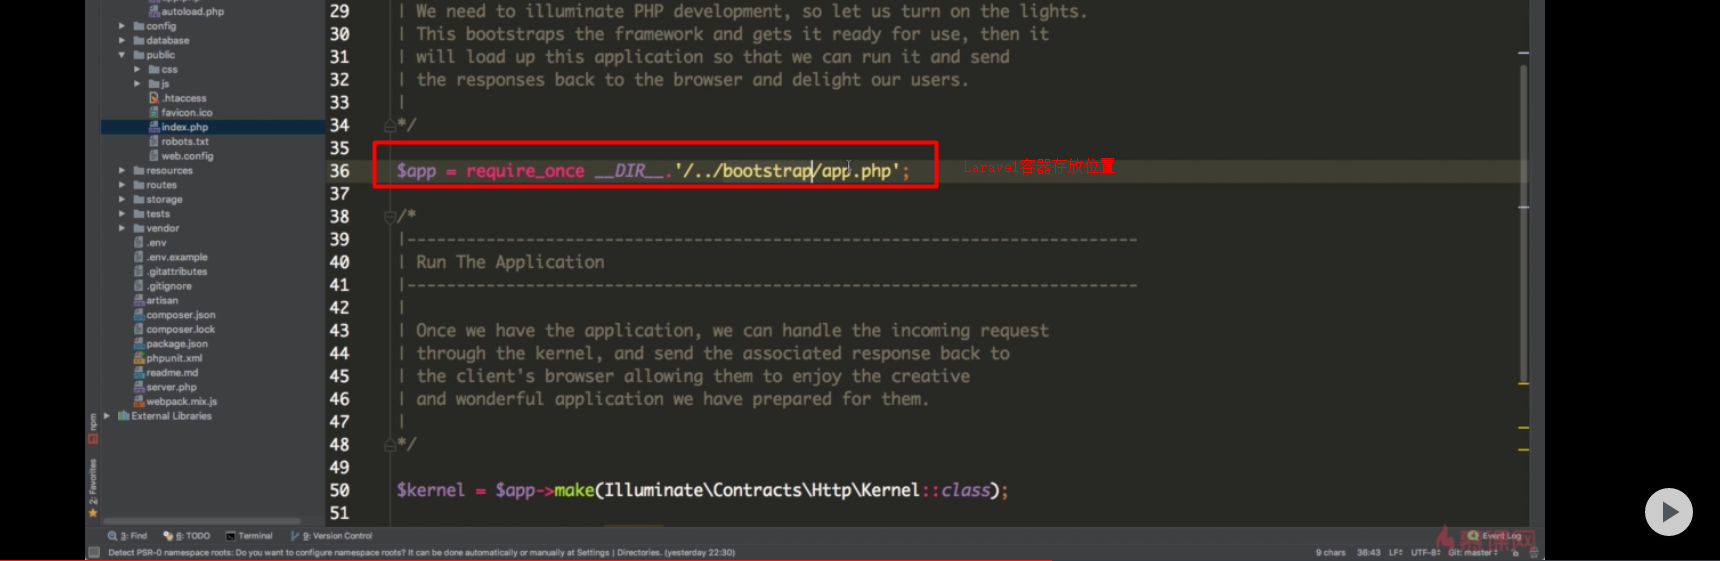 autoload.php
config
database
public
css
js
.htaccess
favicon.ico
index.php
robots.txt
web.config
resources
routes
storage
tests
vendor
.env
.env.example
.gitattributes
.gitignore
artisan
composer.json
composer.lock
package.json
phpunit.xml
readme.md
server.php
webpack.mix.js
External Libraries
npm
2: Favorites
29 | We need to illuminate PHP development, so let us turn on the lights.
30 | This bootstraps the framework and gets it ready for use, then it
31 | will load up this application so that we can run it and send
32 | the responses back to the browser and delight our users.
33 |
34 */
35
36 $app = require_once __DIR__.'/../bootstrap/app.php'; Laravel容器存放位置
37
38 /*
39 |--------------------------------------------------------------------------
40 | Run The Application
41 |--------------------------------------------------------------------------
42 |
43 | Once we have the application, we can handle the incoming request
44 | through the kernel, and send the associated response back to
45 | the client's browser allowing them to enjoy the creative
46 | and wonderful application we have prepared for them.
47 |
48 */
49
50 $kernel = $app->make(Illuminate\Contracts\Http\Kernel::class);
51
3: Find 6: TODO Terminal 9: Version Control Event Log
慕课网
Detect PSR-0 namespace roots: Do you want to configure namespace roots? It can be done automatically or manually at Settings | Directories. (yesterday 22:30) 9 chars 36:43 LF÷ UTF-8÷ Git: master÷